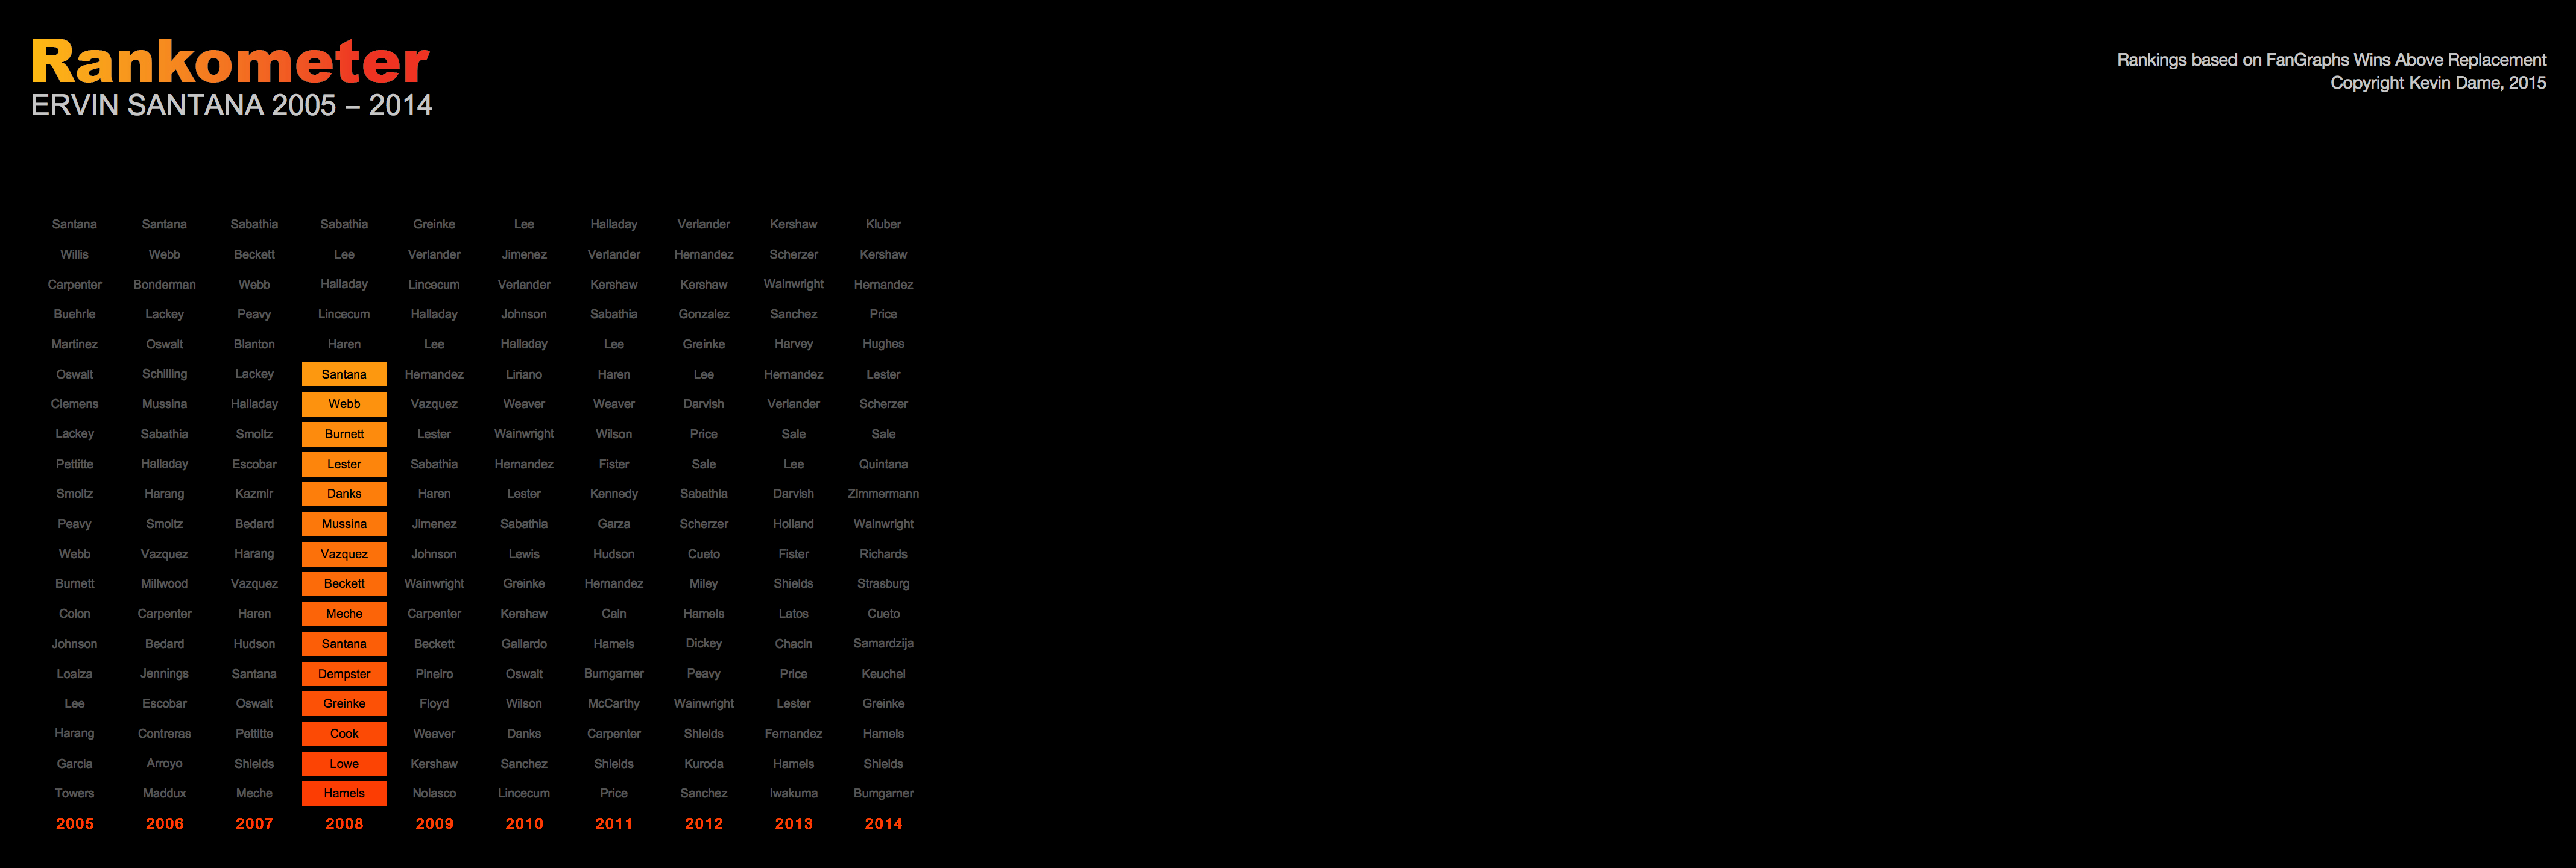 Rankometer
ERVIN SANTANA 2005 – 2014
Rankings based on FanGraphs Wins Above Replacement
Copyright Kevin Dame, 2015
Santana Santana Sabathia Sabathia Greinke Lee Halladay Verlander Kershaw Kluber
Willis Webb Beckett Lee Verlander Jimenez Verlander Hernandez Scherzer Kershaw
Carpenter Bonderman Webb Halladay Lincecum Verlander Kershaw Kershaw Wainwright Hernandez
Buehrle Lackey Peavy Lincecum Halladay Johnson Sabathia Gonzalez Sanchez Price
Martinez Oswalt Blanton Haren Lee Halladay Lee Greinke Harvey Hughes
Oswalt Schilling Lackey Santana Hernandez Liriano Haren Lee Hernandez Lester
Clemens Mussina Halladay Webb Vazquez Weaver Weaver Darvish Verlander Scherzer
Lackey Sabathia Smoltz Burnett Lester Wainwright Wilson Price Sale Sale
Pettitte Halladay Escobar Lester Sabathia Hernandez Fister Sale Lee Quintana
Smoltz Harang Kazmir Danks Haren Lester Kennedy Sabathia Darvish Zimmermann
Peavy Smoltz Bedard Mussina Jimenez Sabathia Garza Scherzer Holland Wainwright
Webb Vazquez Harang Vazquez Johnson Lewis Hudson Cueto Fister Richards
Burnett Millwood Vazquez Beckett Wainwright Greinke Hernandez Miley Shields Strasburg
Colon Carpenter Haren Meche Carpenter Kershaw Cain Hamels Latos Cueto
Johnson Bedard Hudson Santana Beckett Gallardo Hamels Dickey Chacin Samardzija
Loaiza Jennings Santana Dempster Pineiro Oswalt Bumgarner Peavy Price Keuchel
Lee Escobar Oswalt Greinke Floyd Wilson McCarthy Wainwright Lester Greinke
Harang Contreras Pettitte Cook Weaver Danks Carpenter Shields Fernandez Hamels
Garcia Arroyo Shields Lowe Kershaw Sanchez Shields Kuroda Hamels Shields
Towers Maddux Meche Hamels Nolasco Lincecum Price Sanchez Iwakuma Bumgarner
2005 2006 2007 2008 2009 2010 2011 2012 2013 2014